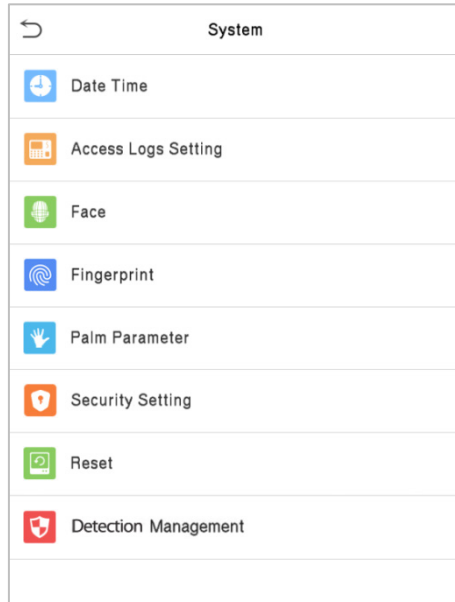 System
Date Time
Access Logs Setting
Face
Fingerprint
Palm Parameter
Security Setting
Reset
Detection Management